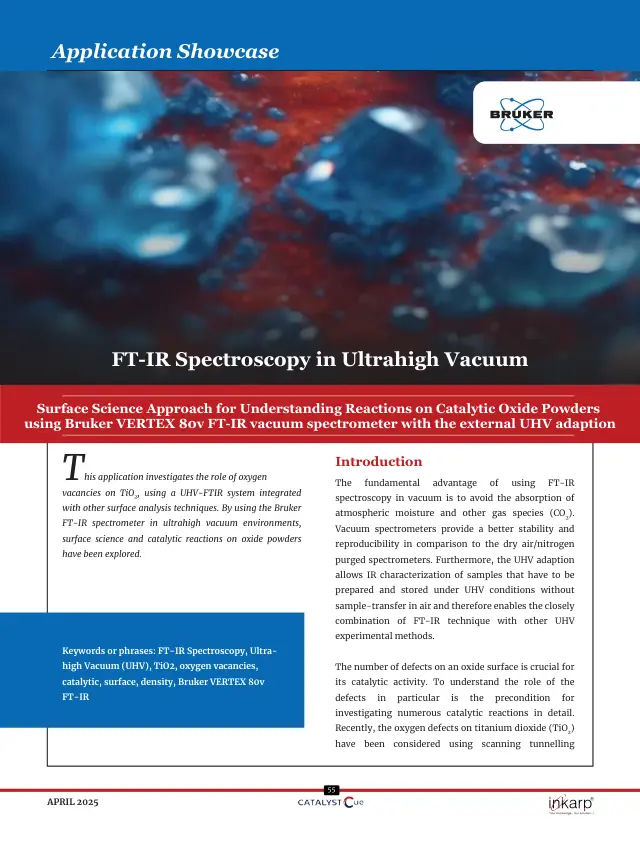 Application Showcase
BRUKER
FT-IR Spectroscopy in Ultrahigh Vacuum
Surface Science Approach for Understanding Reactions on Catalytic Oxide Powders
using Bruker VERTEX 80v FT-IR vacuum spectrometer with the external UHV adaption
This application investigates the role of oxygen
vacancies on TiO₂, using a UHV-FTIR system integrated
with other surface analysis techniques. By using the Bruker
FT-IR spectrometer in ultrahigh vacuum environments,
surface science and catalytic reactions on oxide powders
have been explored.
Keywords or phrases: FT-IR Spectroscopy, Ultra-
high Vacuum (UHV), TiO2, oxygen vacancies,
catalytic, surface, density, Bruker VERTEX 80v
FT-IR
Introduction
The fundamental advantage of using FT-IR
spectroscopy in vacuum is to avoid the absorption of
atmospheric moisture and other gas species (CO₂).
Vacuum spectrometers provide a better stability and
reproducibility in comparison to the dry air/nitrogen
purged spectrometers. Furthermore, the UHV adaption
allows IR characterization of samples that have to be
prepared and stored under UHV conditions without
sample-transfer in air and therefore enables the closely
combination of FT-IR technique with other UHV
experimental methods.
The number of defects on an oxide surface is crucial for
its catalytic activity. To understand the role of the
defects in particular is the precondition for
investigating numerous catalytic reactions in detail.
Recently, the oxygen defects on titanium dioxide (TiO₂)
have been considered using scanning tunnelling
APRIL 2025
55
CATALYST Cue
inkarp®